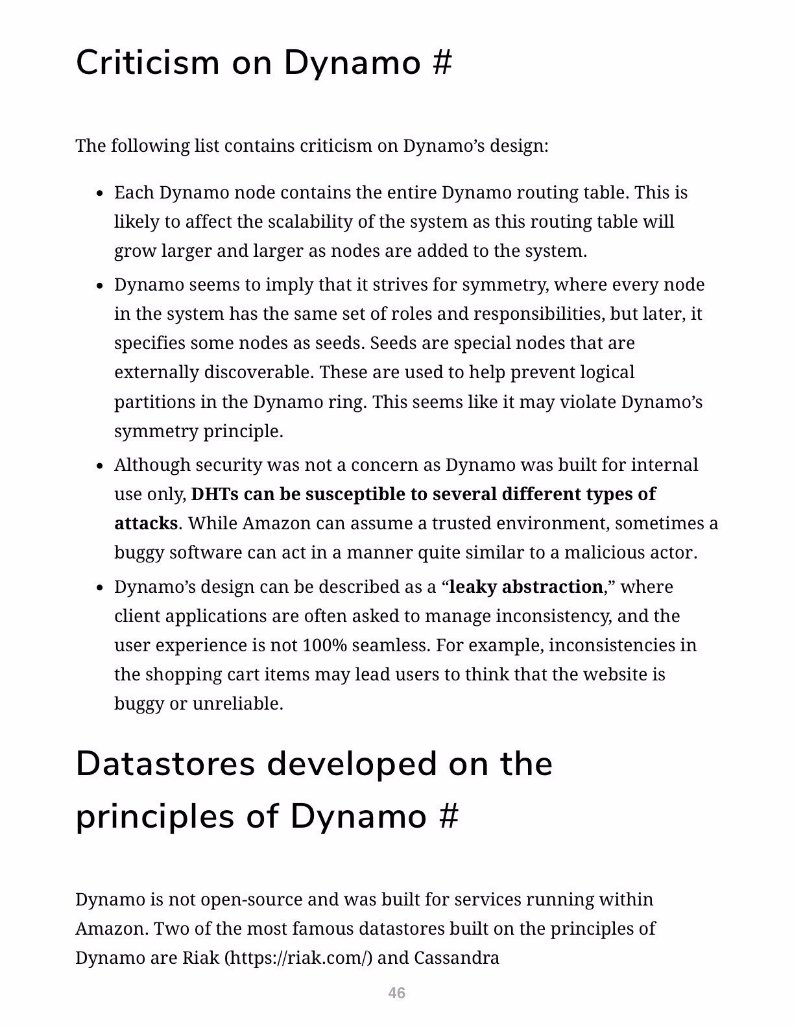 Criticism on Dynamo #
The following list contains criticism on Dynamo’s design:
• Each Dynamo node contains the entire Dynamo routing table. This is
likely to affect the scalability of the system as this routing table will
grow larger and larger as nodes are added to the system.
• Dynamo seems to imply that it strives for symmetry, where every node
in the system has the same set of roles and responsibilities, but later, it
specifies some nodes as seeds. Seeds are special nodes that are
externally discoverable. These are used to help prevent logical
partitions in the Dynamo ring. This seems like it may violate Dynamo’s
symmetry principle.
• Although security was not a concern as Dynamo was built for internal
use only, DHTs can be susceptible to several different types of
attacks. While Amazon can assume a trusted environment, sometimes a
buggy software can act in a manner quite similar to a malicious actor.
• Dynamo’s design can be described as a “leaky abstraction,” where
client applications are often asked to manage inconsistency, and the
user experience is not 100% seamless. For example, inconsistencies in
the shopping cart items may lead users to think that the website is
buggy or unreliable.
Datastores developed on the
principles of Dynamo #
Dynamo is not open-source and was built for services running within
Amazon. Two of the most famous datastores built on the principles of
Dynamo are Riak (https://riak.com/) and Cassandra
46